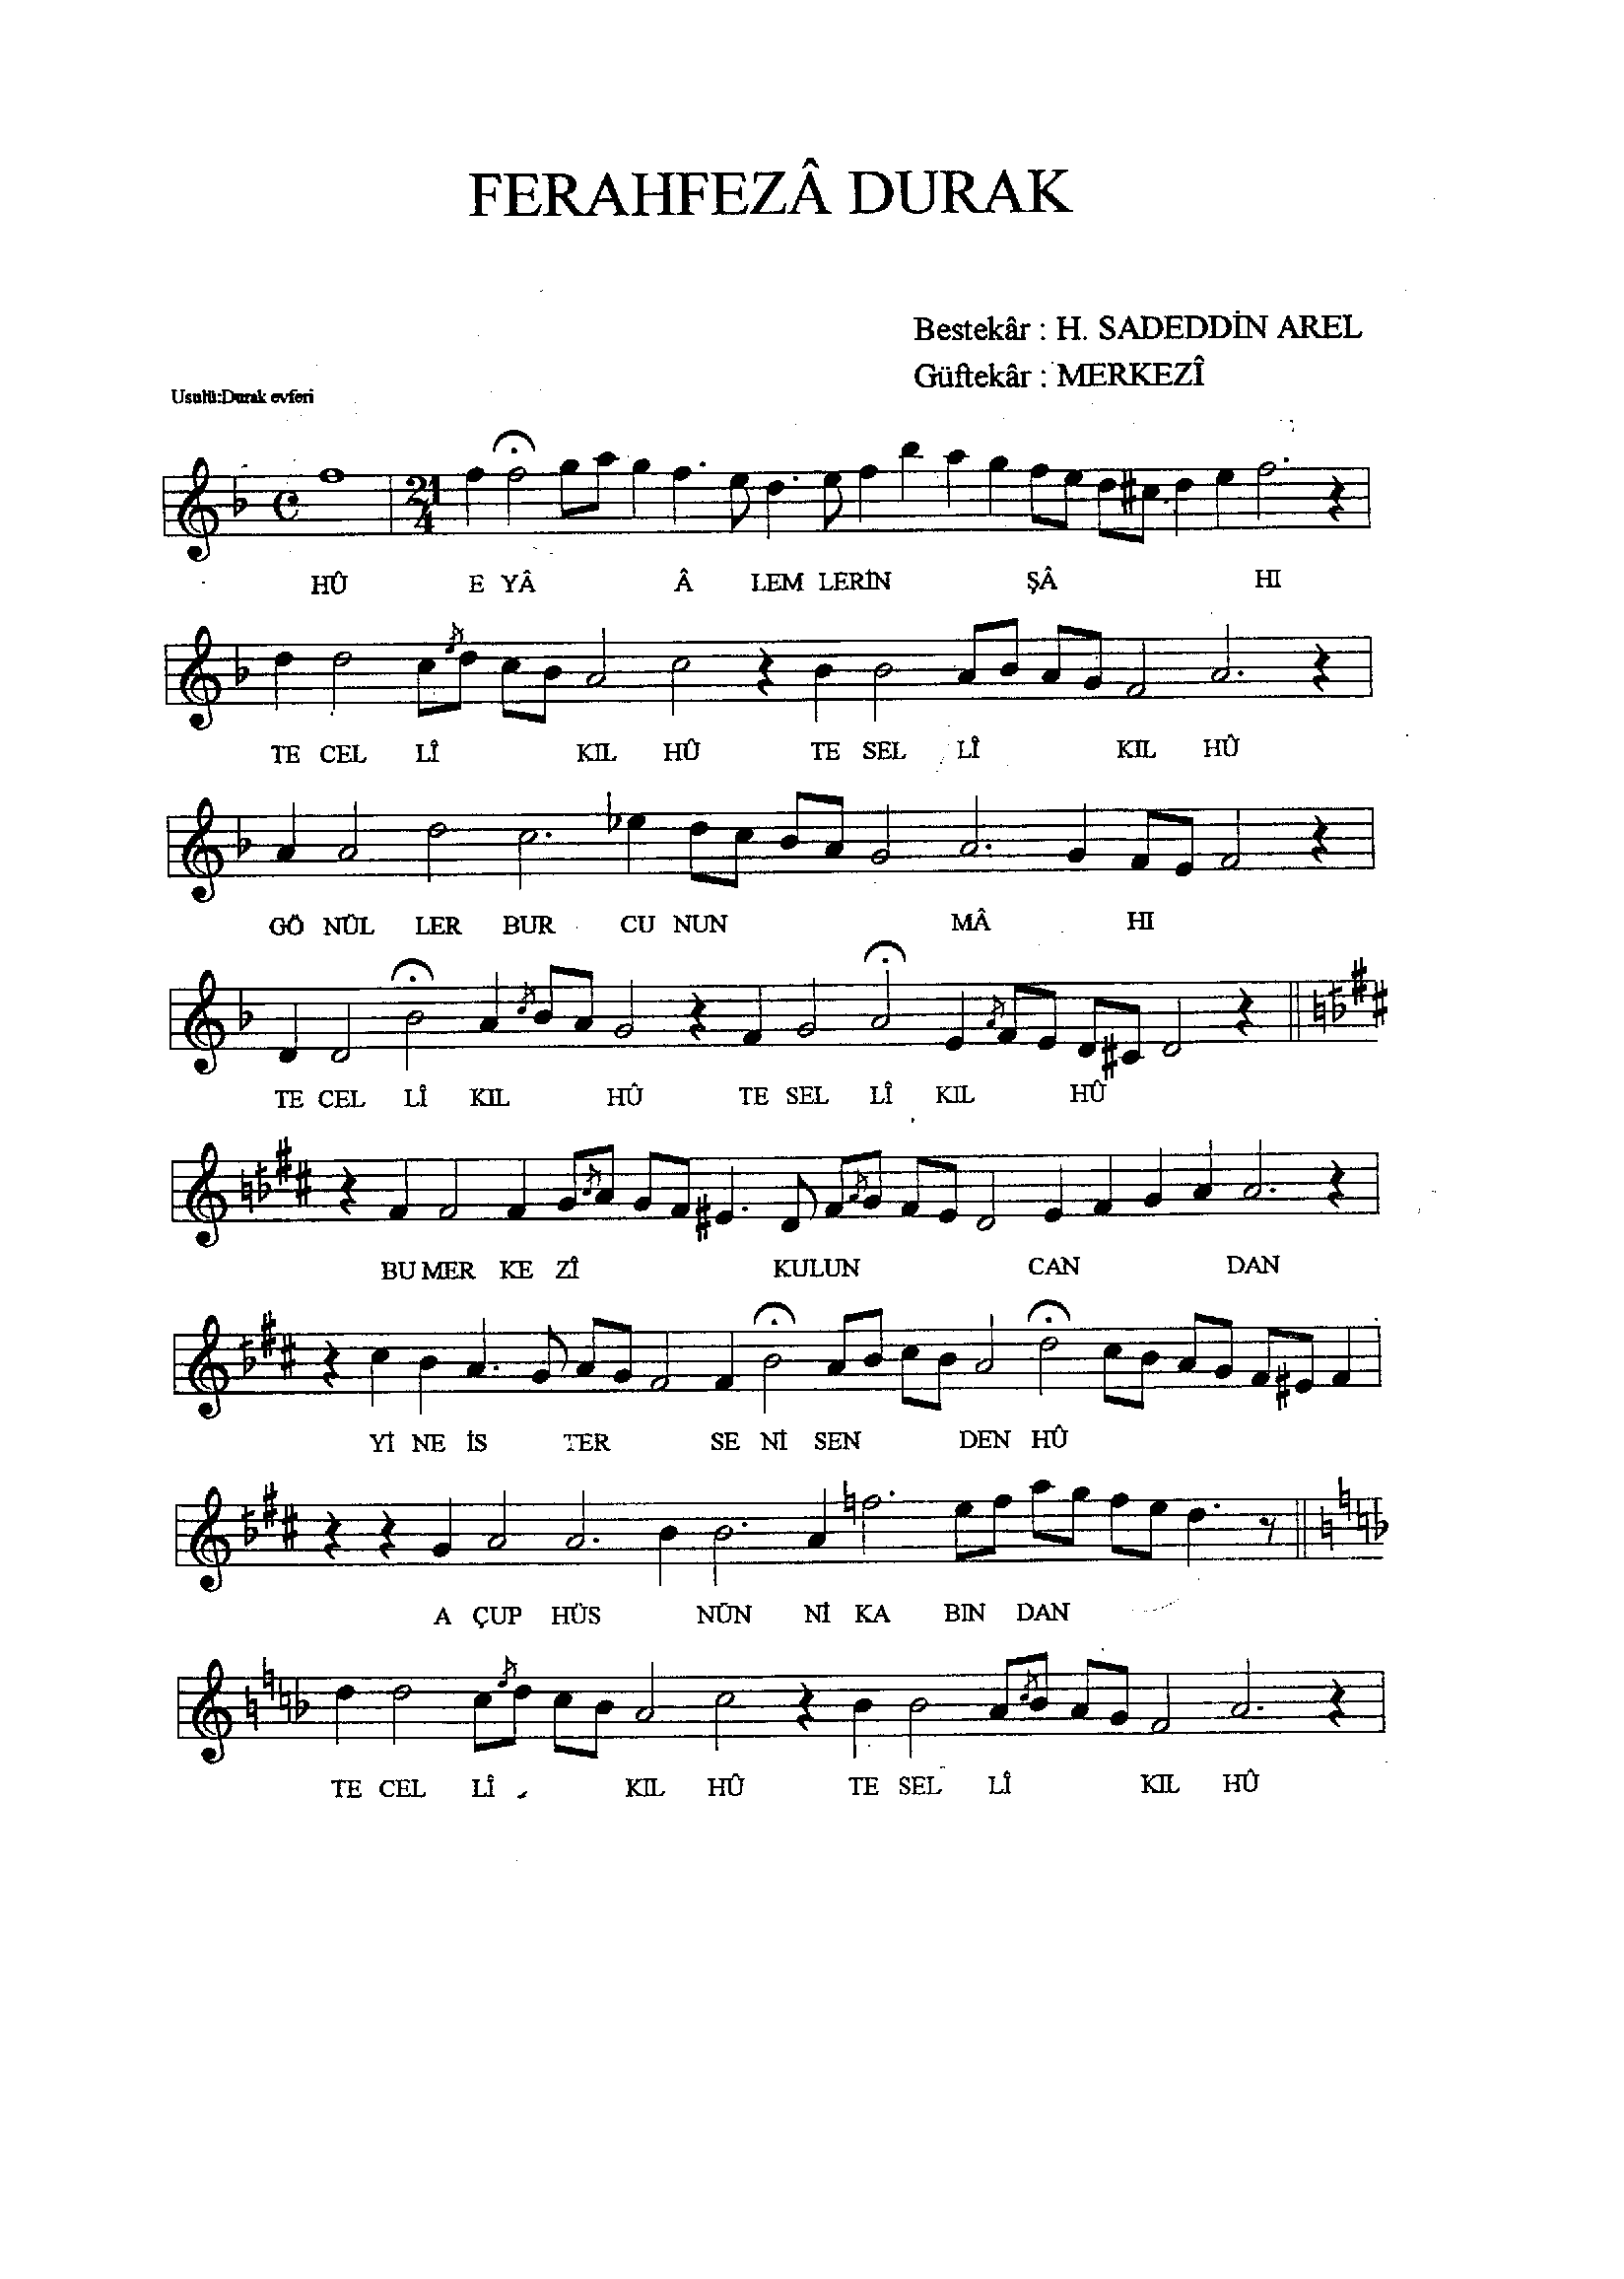 FERAHFEZÂ DURAK
Bestekâr : H. SADEDDİN AREL
Güftekâr : MERKEZÎ
Usulü:Durak evferi
21
4
HÛ E YÂ Â LEM LERİN ŞÂ HI
TE CEL LÎ KIL HÛ TE SEL LÎ KIL HÛ
GÖ NÜL LER BUR CU NUN MÂ HI
TE CEL LÎ KIL HÛ TE SEL LÎ KIL HÛ
BU MER KE ZÎ KULUN CAN DAN
Yİ NE İS TER SE Nİ SEN DEN HÛ
A ÇUP HÜS NÜN Nİ KA BIN DAN
TE CEL LÎ KIL HÛ TE SEL LÎ KIL HÛ